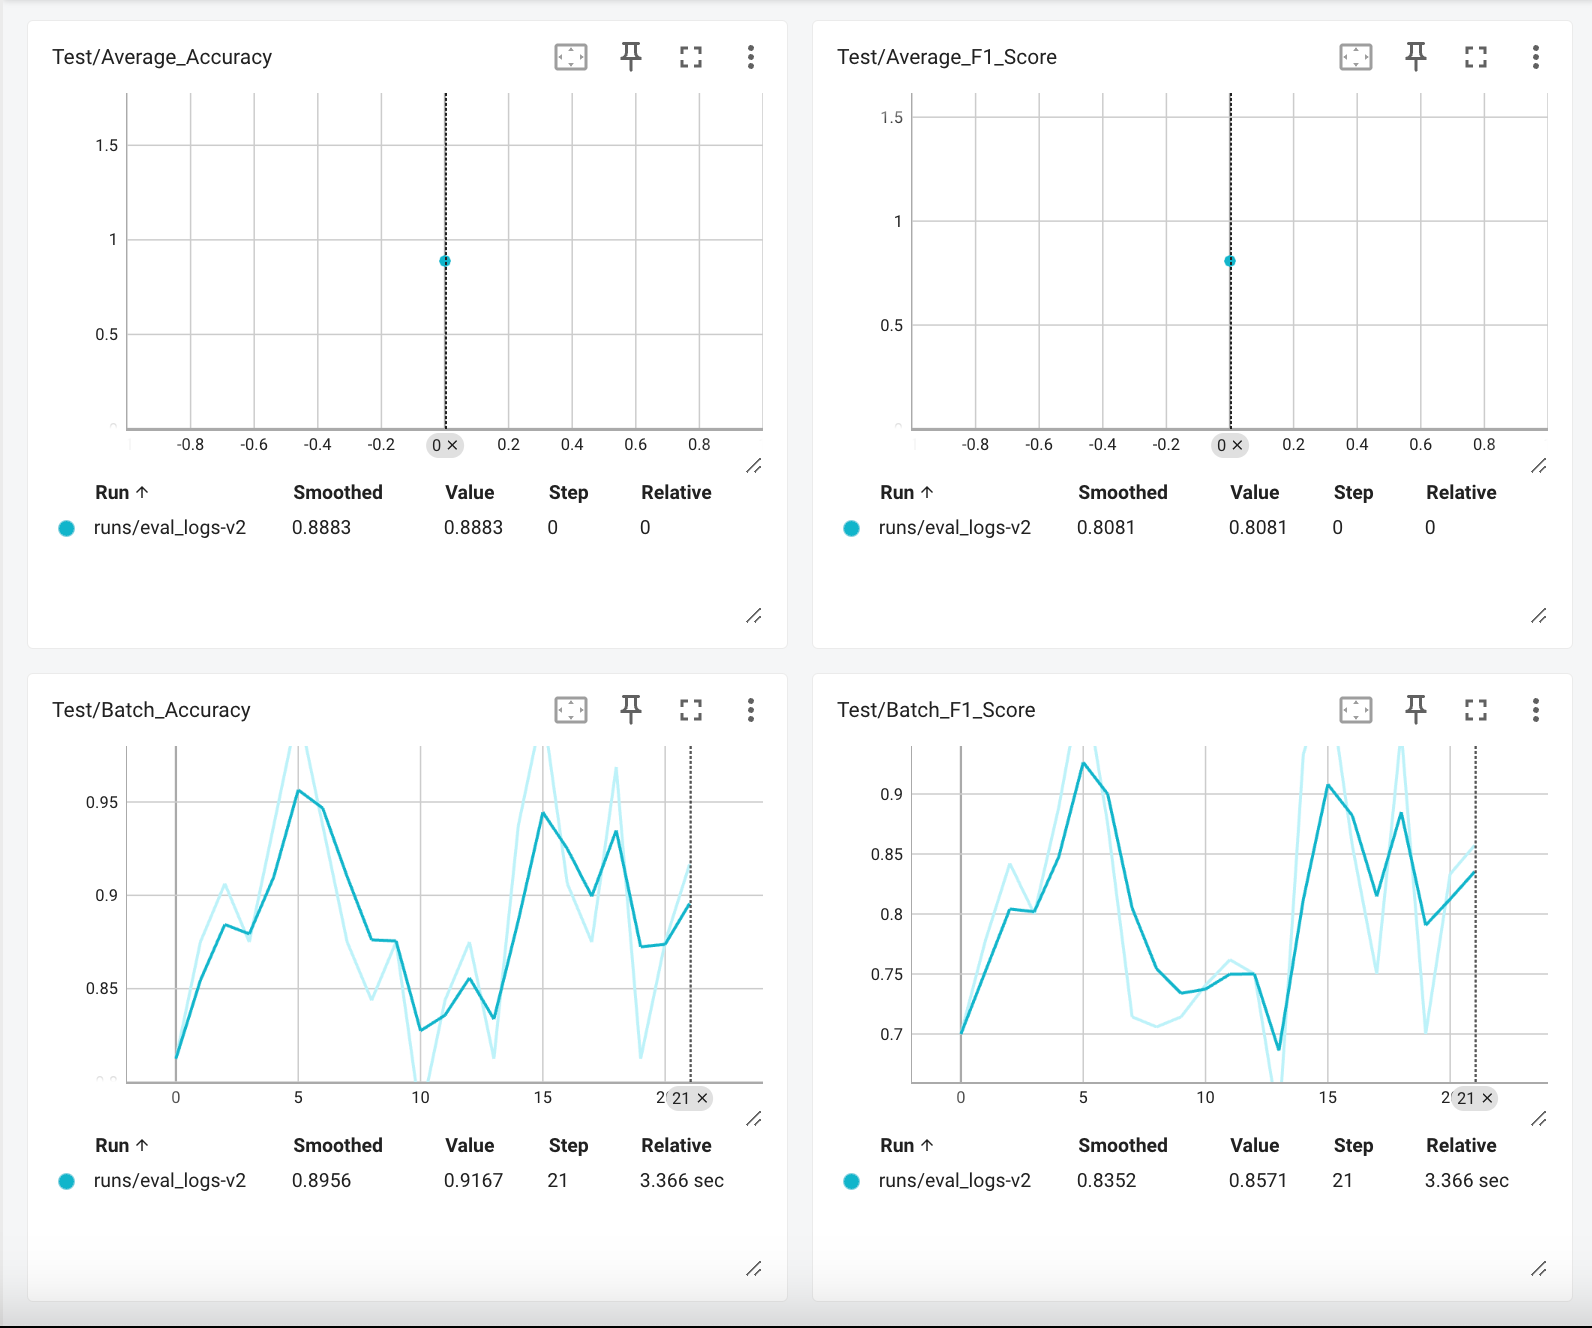 Test/Average_Accuracy
1.5
1
0.5
-0.8 -0.6 -0.4 -0.2 0 × 0.2 0.4 0.6 0.8
Run ↑ Smoothed Value Step Relative
runs/eval_logs-v2 0.8883 0.8883 0 0
Test/Average_F1_Score
1.5
1
0.5
-0.8 -0.6 -0.4 -0.2 0 × 0.2 0.4 0.6 0.8
Run ↑ Smoothed Value Step Relative
runs/eval_logs-v2 0.8081 0.8081 0 0
Test/Batch_Accuracy
0.95
0.9
0.85
0 5 10 15 21 ×
Run ↑ Smoothed Value Step Relative
runs/eval_logs-v2 0.8956 0.9167 21 3.366 sec
Test/Batch_F1_Score
0.9
0.85
0.8
0.75
0.7
0 5 10 15 21 ×
Run ↑ Smoothed Value Step Relative
runs/eval_logs-v2 0.8352 0.8571 21 3.366 sec